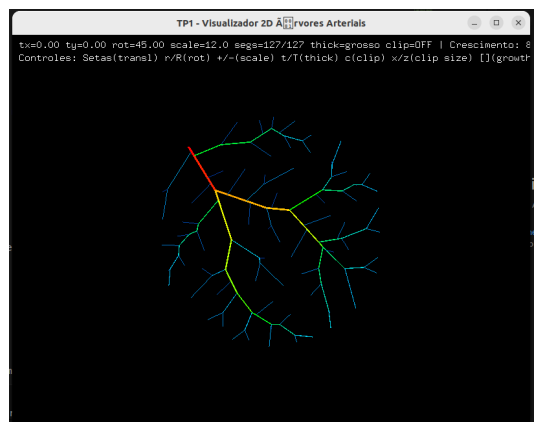 TP1 - Visualizador 2D Ãrvores Arteriais
tx=0.00 ty=0.00 rot=45.00 scale=12.0 segs=127/127 thick=grosso clip=OFF | Crescimento: 8
Controles: Setas(transl) r/R(rot) +/-(scale) t/T(thick) c(clip) x/z(clip size) [](growth